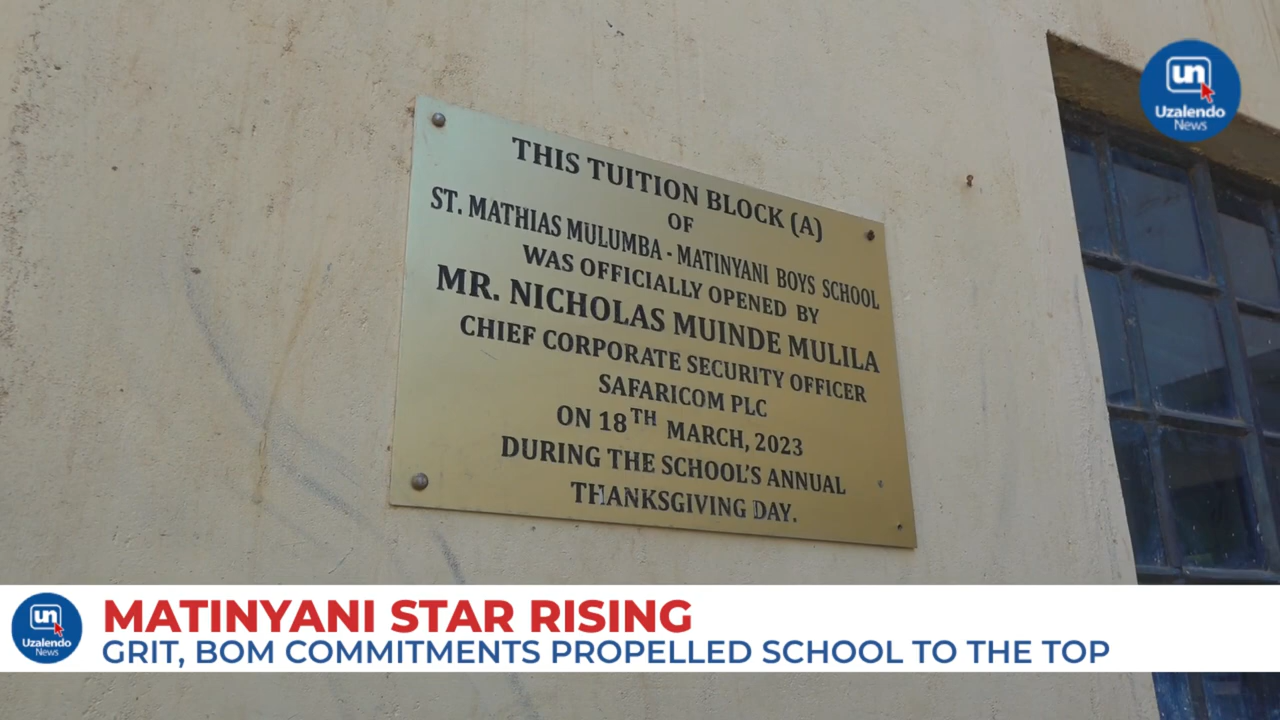 un
Uzalendo
News
THIS TUITION BLOCK (A)
OF
ST. MATHIAS MULUMBA - MATINYANI BOYS SCHOOL
WAS OFFICIALLY OPENED BY
MR. NICHOLAS MUINDE MULILA
CHIEF CORPORATE SECURITY OFFICER
SAFARICOM PLC
ON 18TH MARCH, 2023
DURING THE SCHOOL'S ANNUAL
THANKSGIVING DAY.
un
Uzalendo
News
MATINYANI STAR RISING
GRIT, BOM COMMITMENTS PROPELLED SCHOOL TO THE TOP